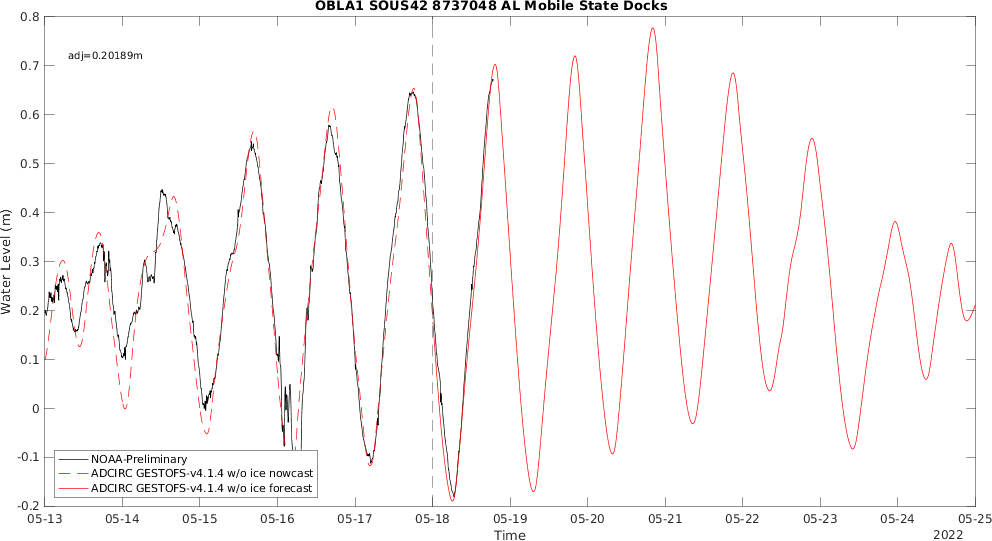 OBLA1 SOUS42 8737048 AL Mobile State Docks
adj=0.20189m
Water Level (m)
0.8
0.7
0.6
0.5
0.4
0.3
0.2
0.1
0
-0.1
-0.2
NOAA-Preliminary
ADCIRC GESTOFS-v4.1.4 w/o ice nowcast
ADCIRC GESTOFS-v4.1.4 w/o ice forecast
05-13 05-14 05-15 05-16 05-17 05-18 05-19 05-20 05-21 05-22 05-23 05-24 05-25
Time
2022